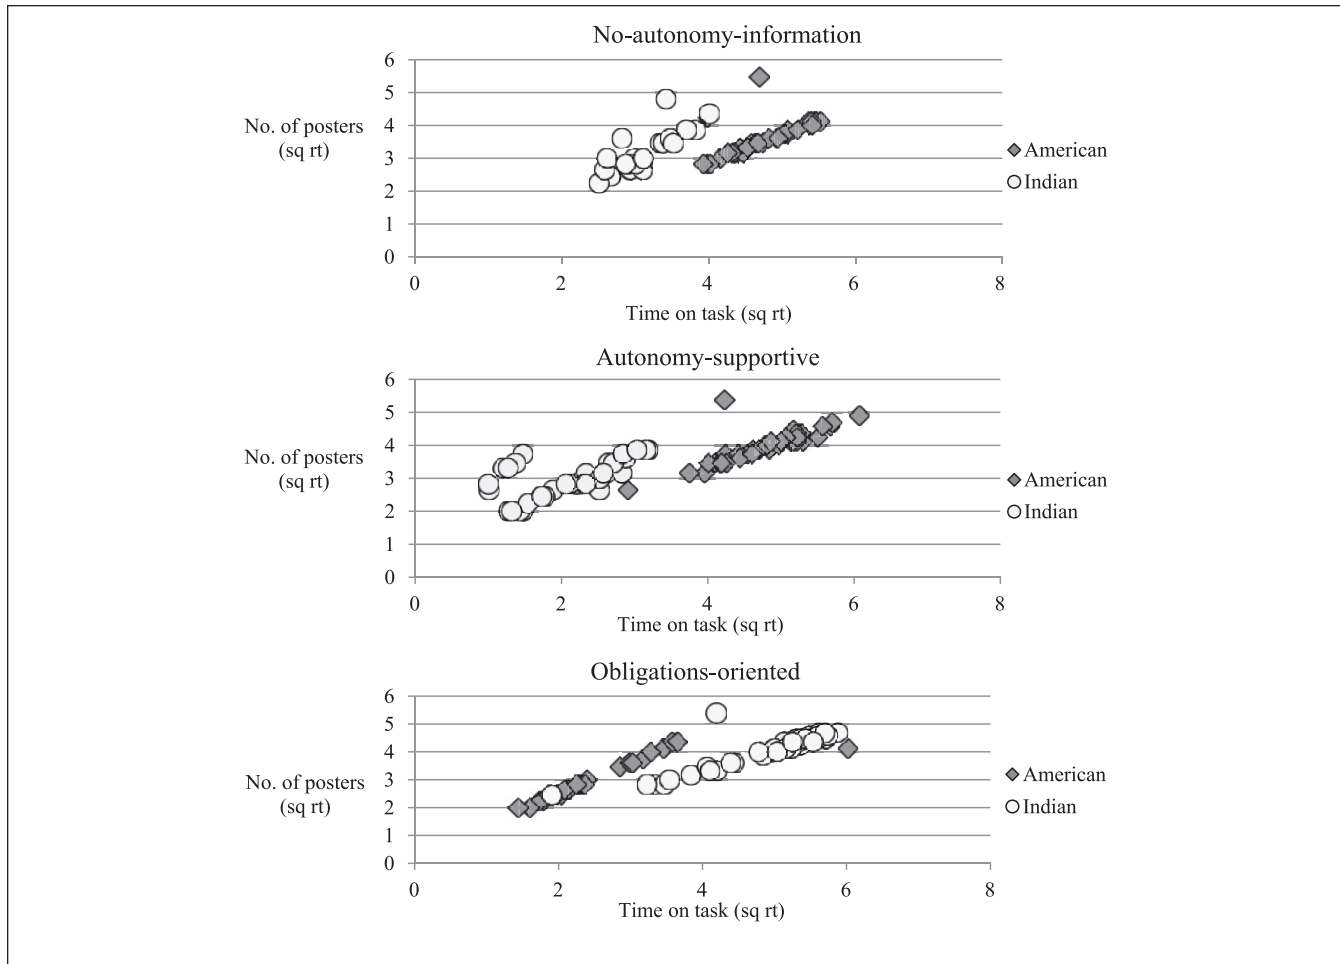 No-autonomy-information
6
5
4
3
2
1
0
No. of posters
(sq rt)
0 2 4 6 8
Time on task (sq rt)
American
Indian
Autonomy-supportive
6
5
4
3
2
1
0
No. of posters
(sq rt)
0 2 4 6 8
Time on task (sq rt)
American
Indian
Obligations-oriented
6
5
4
3
2
1
0
No. of posters
(sq rt)
0 2 4 6 8
Time on task (sq rt)
American
Indian